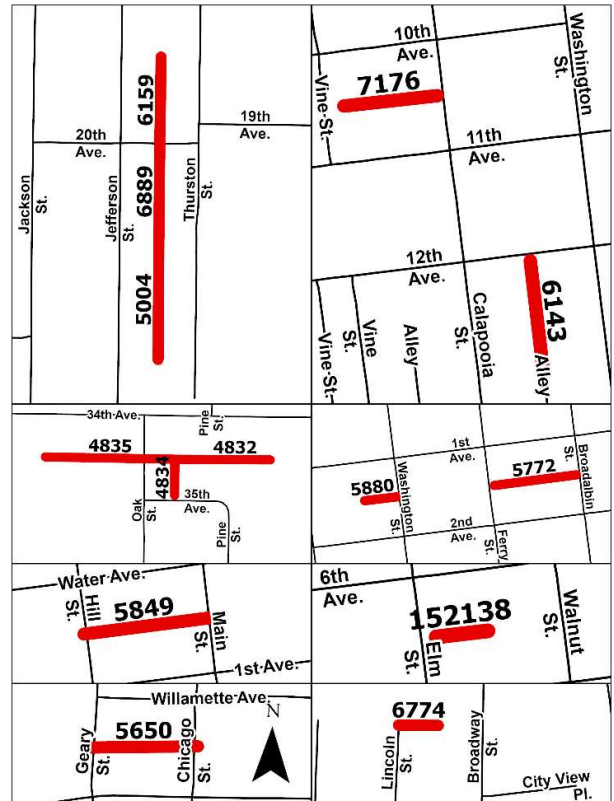 6159
20th
Ave.
19th
Ave.
Jackson
St.
Jefferson
St.
6889
Thurston
St.
5004
10th
Ave.
Washington
St.
Vine St.
7176
11th
Ave.
12th
Ave.
Vine St.
St.
Vine
Alley
Calapooia
St.
6143
Alley
34th Ave.
Pine
St.
4835
4832
4834
35th
Ave.
Oak
St.
Pine
St.
1st
Ave.
Broadalbin
St.
5772
5880
Washington
St.
2nd
Ave.
Ferry
St.
Water Ave.
Hill
St.
5849
Main
St.
1st Ave.
6th
Ave.
152138
Elm
St.
Walnut
St.
Willamette Ave.
Geary
St.
5650
Chicago
St.
N
6774
Lincoln
St.
Broadway
St.
City View
Pl.